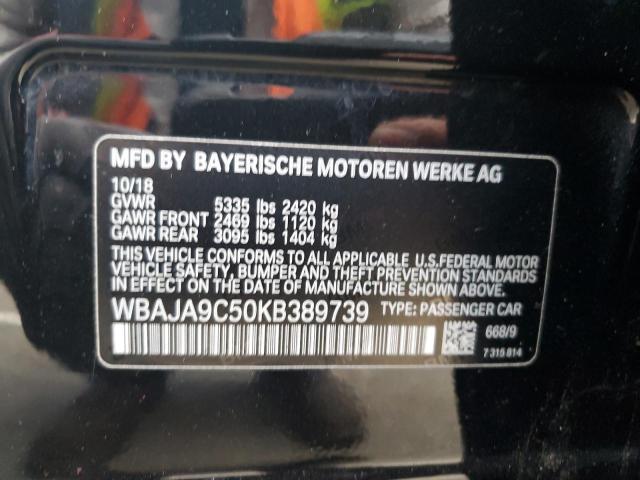 MFD BY BAYERISCHE MOTOREN WERKE AG
10/18
GVWR 5335 lbs 2420 kg
GAWR FRONT 2469 lbs 1120 kg
GAWR REAR 3095 lbs 1404 kg
THIS VEHICLE CONFORMS TO ALL APPLICABLE U.S.FEDERAL MOTOR
VEHICLE SAFETY, BUMPER AND THEFT PREVENTION STANDARDS
IN EFFECT ON THE DATE OF MANUFACTURE SHOWN ABOVE.
WBAJA9C50KB389739 TYPE: PASSENGER CAR
668/9
7 315 814